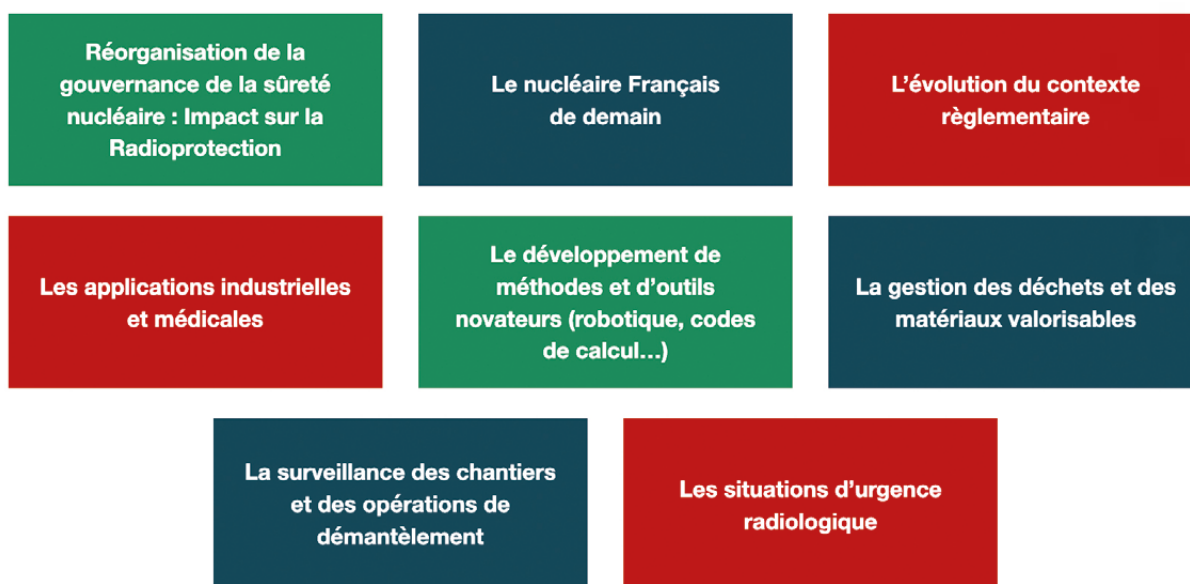 Réorganisation de la
gouvernance de la sûreté
nucléaire : Impact sur la
Radioprotection
Le nucléaire Français
de demain
L'évolution du contexte
règlementaire
Les applications industrielles
et médicales
Le développement de
méthodes et d'outils
novateurs (robotique, codes
de calcul...)
La gestion des déchets et des
matériaux valorisables
La surveillance des chantiers
et des opérations de
démantèlement
Les situations d'urgence
radiologique